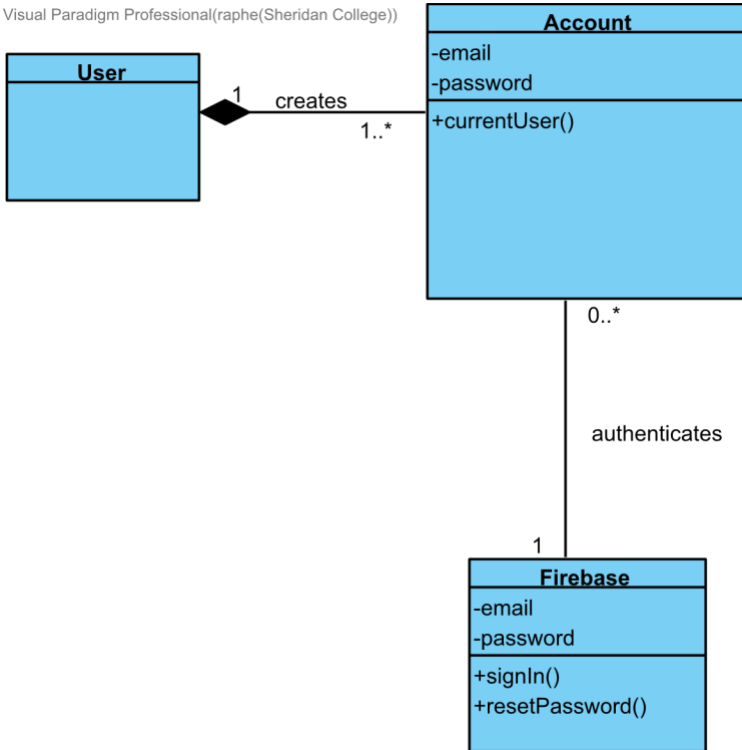 Visual Paradigm Professional(raphe(Sheridan College))
User
1
creates
1..*
Account
-email
-password
+currentUser()
0..*
authenticates
1
Firebase
-email
-password
+signIn()
+resetPassword()